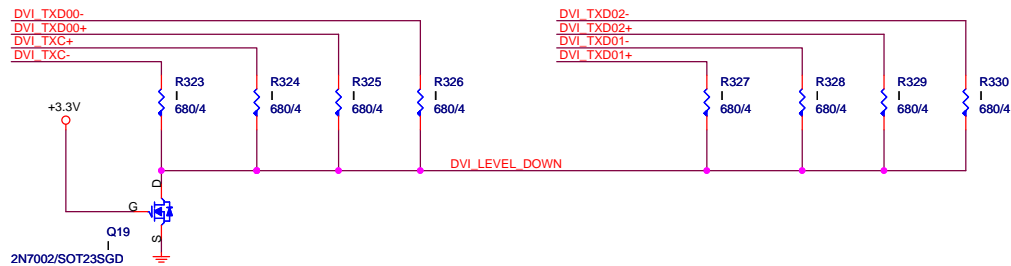 DVI_TXD00-
DVI_TXD00+
DVI_TXC+
DVI_TXC-
DVI_TXD02-
DVI_TXD02+
DVI_TXD01-
DVI_TXD01+
R323
I
680/4
R324
I
680/4
R325
I
680/4
R326
I
680/4
R327
I
680/4
R328
I
680/4
R329
I
680/4
R330
I
680/4
+3.3V
DVI_LEVEL_DOWN
D
G
S
Q19
I
2N7002/SOT23SGD